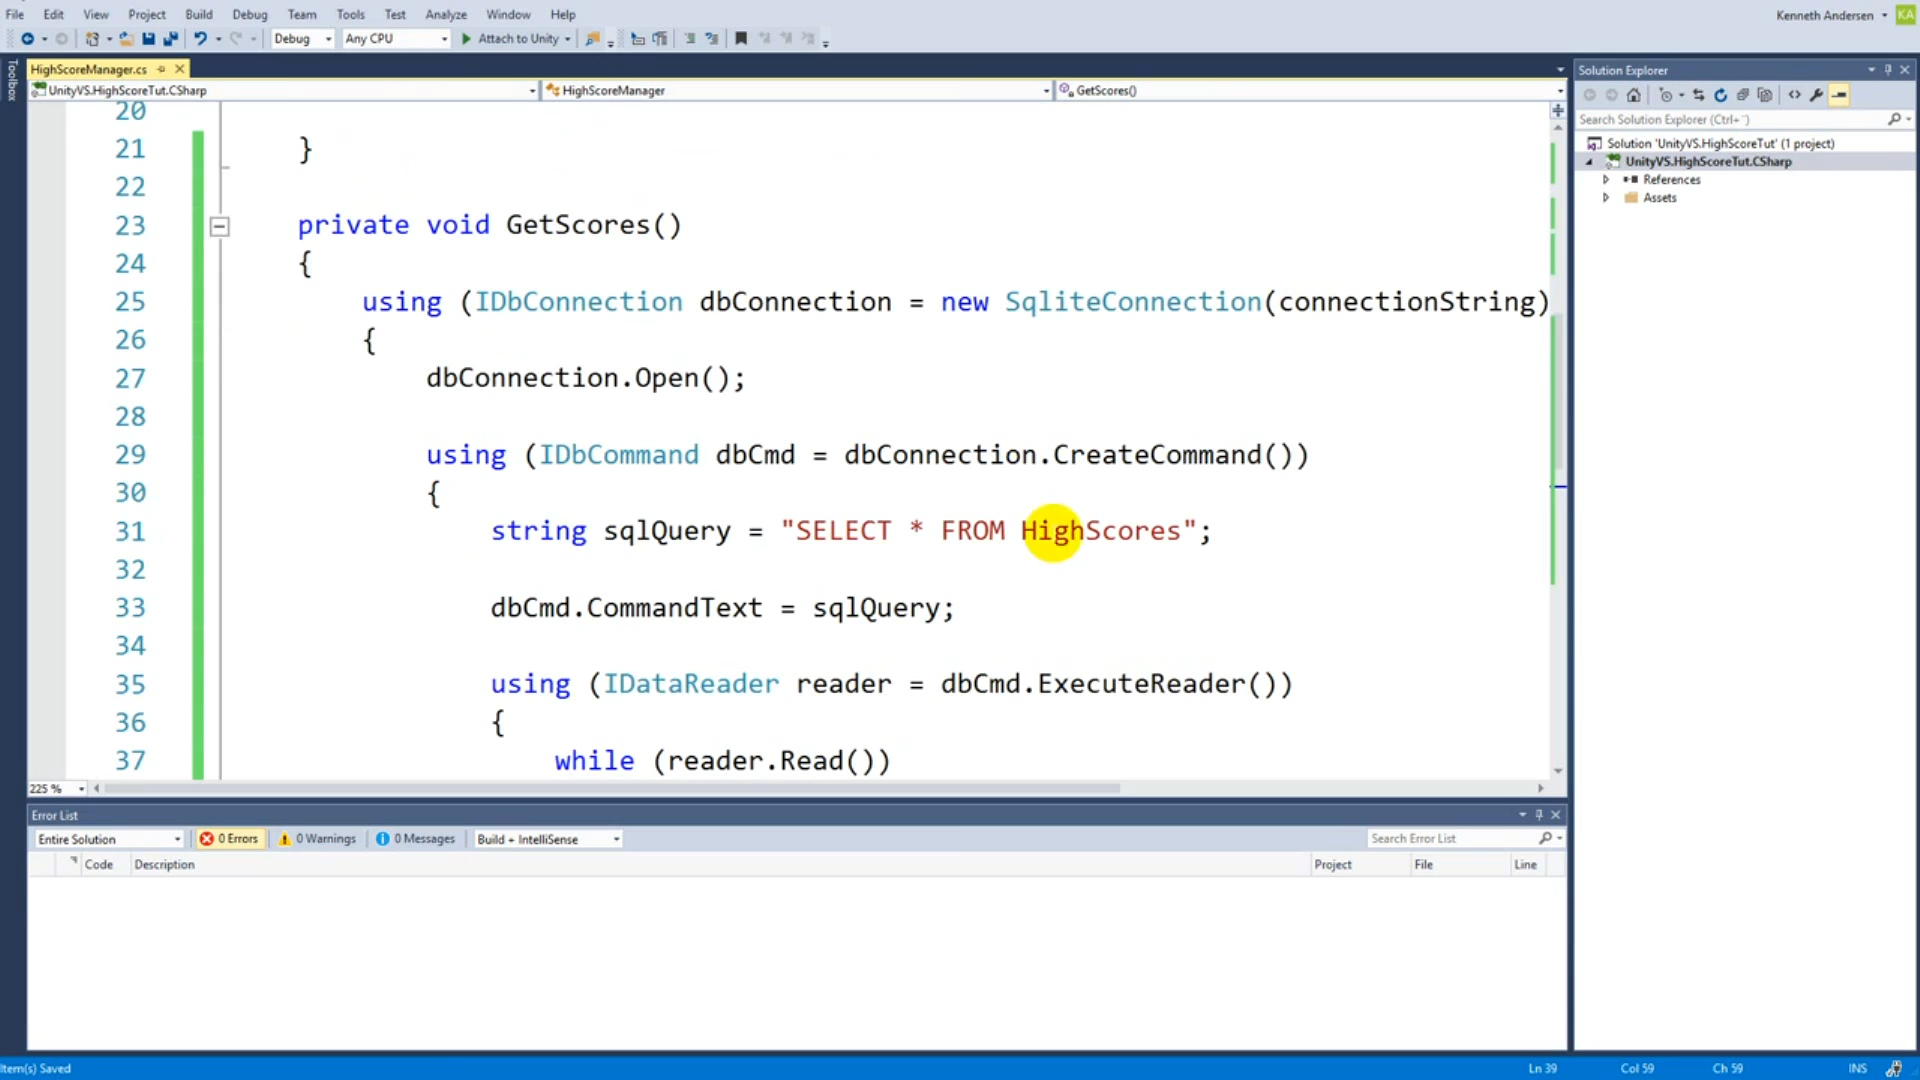 File Edit View Project Build Debug Team Tools Test Analyze Window Help
Kenneth Andersen KA
Debug Any CPU Attach to Unity
Toolbox
HighScoreManager.cs
UnityVS.HighScoreTut.CSharp HighScoreManager GetScores()
20
21 }
22
23 private void GetScores()
24 {
25 using (IDbConnection dbConnection = new SqliteConnection(connectionString)
26 {
27 dbConnection.Open();
28
29 using (IDbCommand dbCmd = dbConnection.CreateCommand())
30 {
31 string sqlQuery = "SELECT * FROM HighScores";
32
33 dbCmd.CommandText = sqlQuery;
34
35 using (IDataReader reader = dbCmd.ExecuteReader())
36 {
37 while (reader.Read())
225 %
Solution Explorer
Search Solution Explorer (Ctrl+¨)
Solution 'UnityVS.HighScoreTut' (1 project)
UnityVS.HighScoreTut.CSharp
References
Assets
Error List
Entire Solution 0 Errors 0 Warnings 0 Messages Build + IntelliSense Search Error List
Code Description Project File Line
Item(s) Saved Ln 39 Col 59 Ch 59 INS